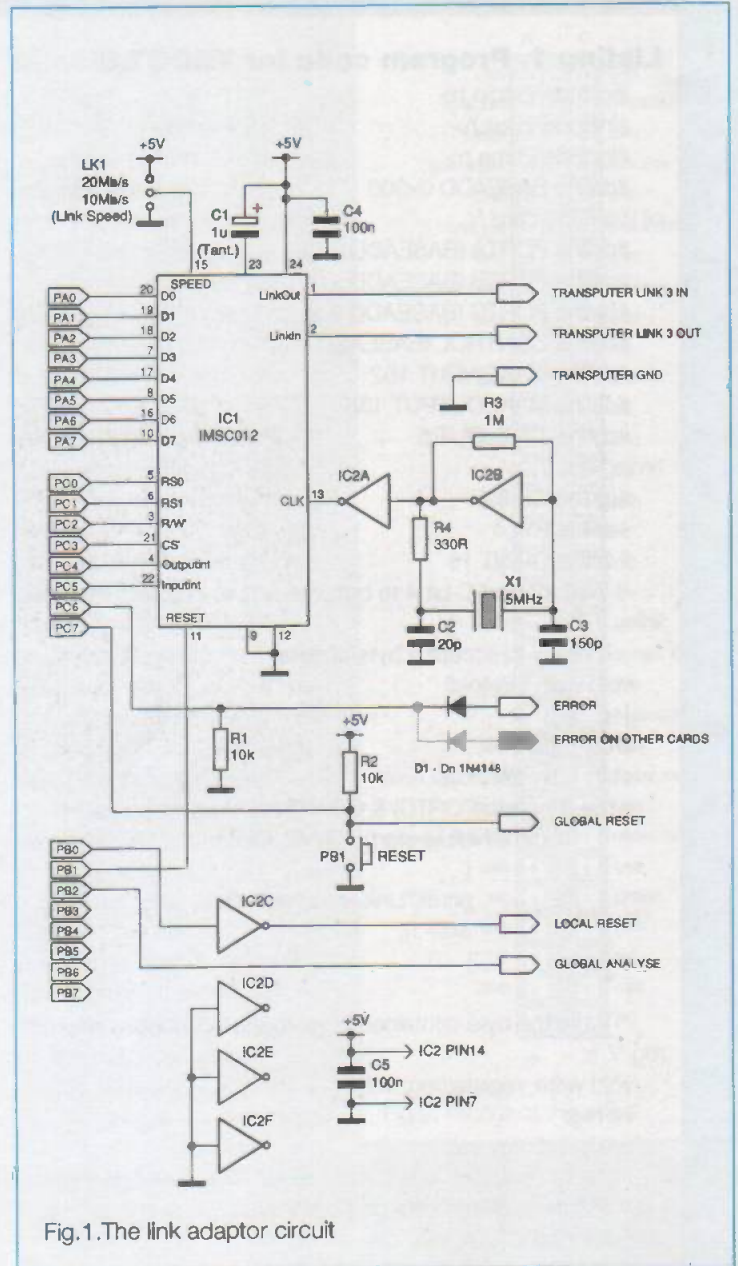 +5V
+5V
LK1
20Mb/s
10Mb/s
(Link Speed)
C1
1u
(Tant.)
+
C4
100n
15
23
24
SPEED
PA0
20
D0
LinkOut
1
TRANSPUTER LINK 3 IN
PA1
19
D1
PA2
18
D2
LinkIn
2
TRANSPUTER LINK 3 OUT
PA3
7
D3
PA4
17
D4
TRANSPUTER GND
PA5
8
D5
PA6
16
D6
PA7
10
D7
IC1
IMSC012
R3
1M
IC2A
IC2B
PC0
5
RS0
PC1
6
RS1
CLK
13
PC2
3
R/W'
PC3
21
CS'
PC4
4
OutputInt
PC5
22
InputInt
PC6
PC7
RESET
11
9
12
R4
330R
X1
5MHz
C2
20p
C3
150p
ERROR
ERROR ON OTHER CARDS
D1 - Dn 1N4148
R1
10k
+5V
R2
10k
GLOBAL RESET
PB1
RESET
PB0
PB1
PB2
PB3
PB4
PB5
PB6
PB7
IC2C
LOCAL RESET
GLOBAL ANALYSE
IC2D
IC2E
IC2F
+5V
IC2 PIN14
C5
100n
IC2 PIN7
Fig.1.The link adaptor circuit